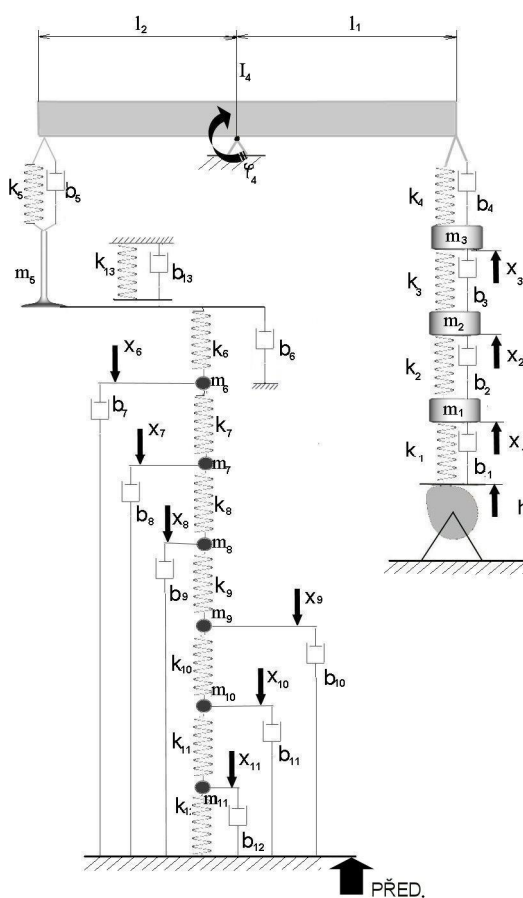 l₂ l₁
I₄
φ₄
k₅ b₅ k₄ b₄
m₅ k₁₃ b₁₃ m₃ x₃
k₃ b₃
x₆ k₆ b₆ m₂ x₂
m₆
b₇ k₂ b₂
x₇ k₇ m₁
m₇ k₁ b₁
b₈ x₈ k₈ h
m₈
b₉ k₉
m₉ x₉
k₁₀ b₁₀
m₁₀ x₁₀
k₁₁ b₁₁
x₁₁
m₁₁
b₁₂
PŘED.